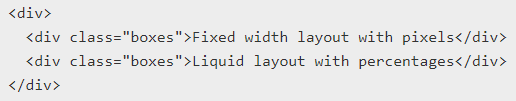 <div>
  <div class="boxes">Fixed width layout with pixels</div>
  <div class="boxes">Liquid layout with percentages</div>
</div>